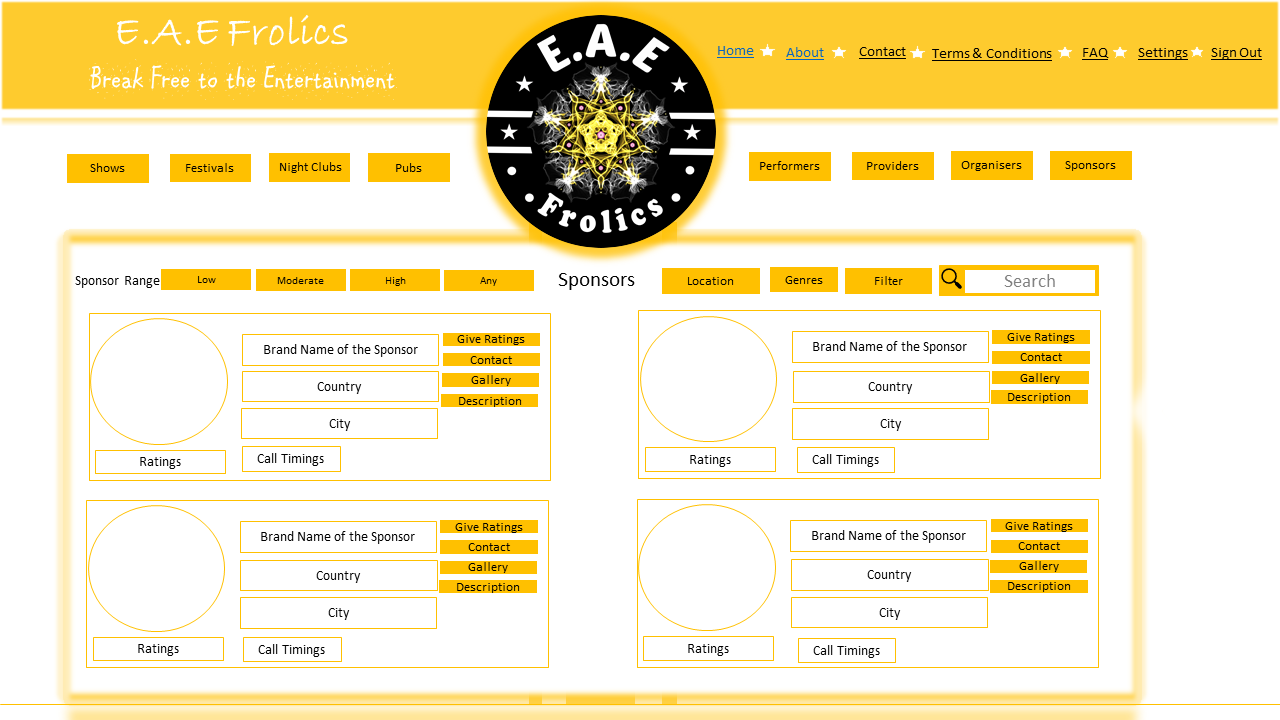 E.A.E Frolics
Break Free to the Entertainment
E.A.E
Frolics
Home About Contact Terms & Conditions FAQ Settings Sign Out
Shows Festivals Night Clubs Pubs Performers Providers Organisers Sponsors
Sponsor Range Low Moderate High Any Sponsors Location Genres Filter Search
Brand Name of the Sponsor
Country
City
Ratings
Call Timings
Give Ratings
Contact
Gallery
Description
Brand Name of the Sponsor
Country
City
Ratings
Call Timings
Give Ratings
Contact
Gallery
Description
Brand Name of the Sponsor
Country
City
Ratings
Call Timings
Give Ratings
Contact
Gallery
Description
Brand Name of the Sponsor
Country
City
Ratings
Call Timings
Give Ratings
Contact
Gallery
Description